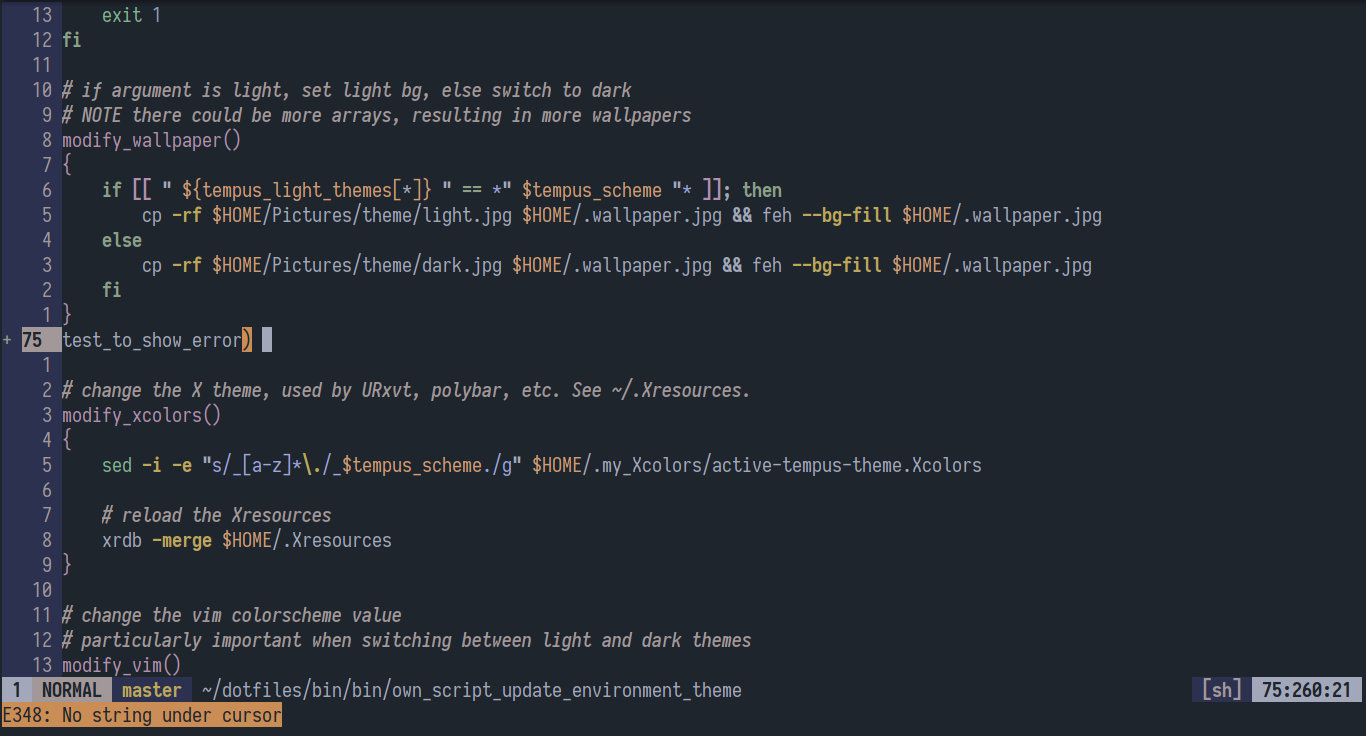 13     exit 1
12 fi
11
10 # if argument is light, set light bg, else switch to dark
 9 # NOTE there could be more arrays, resulting in more wallpapers
 8 modify_wallpaper()
 7 {
 6     if [[ " ${tempus_light_themes[*]} " == *" $tempus_scheme "* ]]; then
 5         cp -rf $HOME/Pictures/theme/light.jpg $HOME/.wallpaper.jpg && feh --bg-fill $HOME/.wallpaper.jpg
 4     else
 3         cp -rf $HOME/Pictures/theme/dark.jpg $HOME/.wallpaper.jpg && feh --bg-fill $HOME/.wallpaper.jpg
 2     fi
 1 }
+ 75 test_to_show_error)
 1
 2 # change the X theme, used by URxvt, polybar, etc. See ~/.Xresources.
 3 modify_xcolors()
 4 {
 5     sed -i -e "s/_[a-z]*\./_$tempus_scheme./g" $HOME/.my_Xcolors/active-tempus-theme.Xcolors
 6
 7     # reload the Xresources
 8     xrdb -merge $HOME/.Xresources
 9 }
10
11 # change the vim colorscheme value
12 # particularly important when switching between light and dark themes
13 modify_vim()
1 NORMAL master ~/dotfiles/bin/bin/own_script_update_environment_theme [sh] 75:260:21
E348: No string under cursor